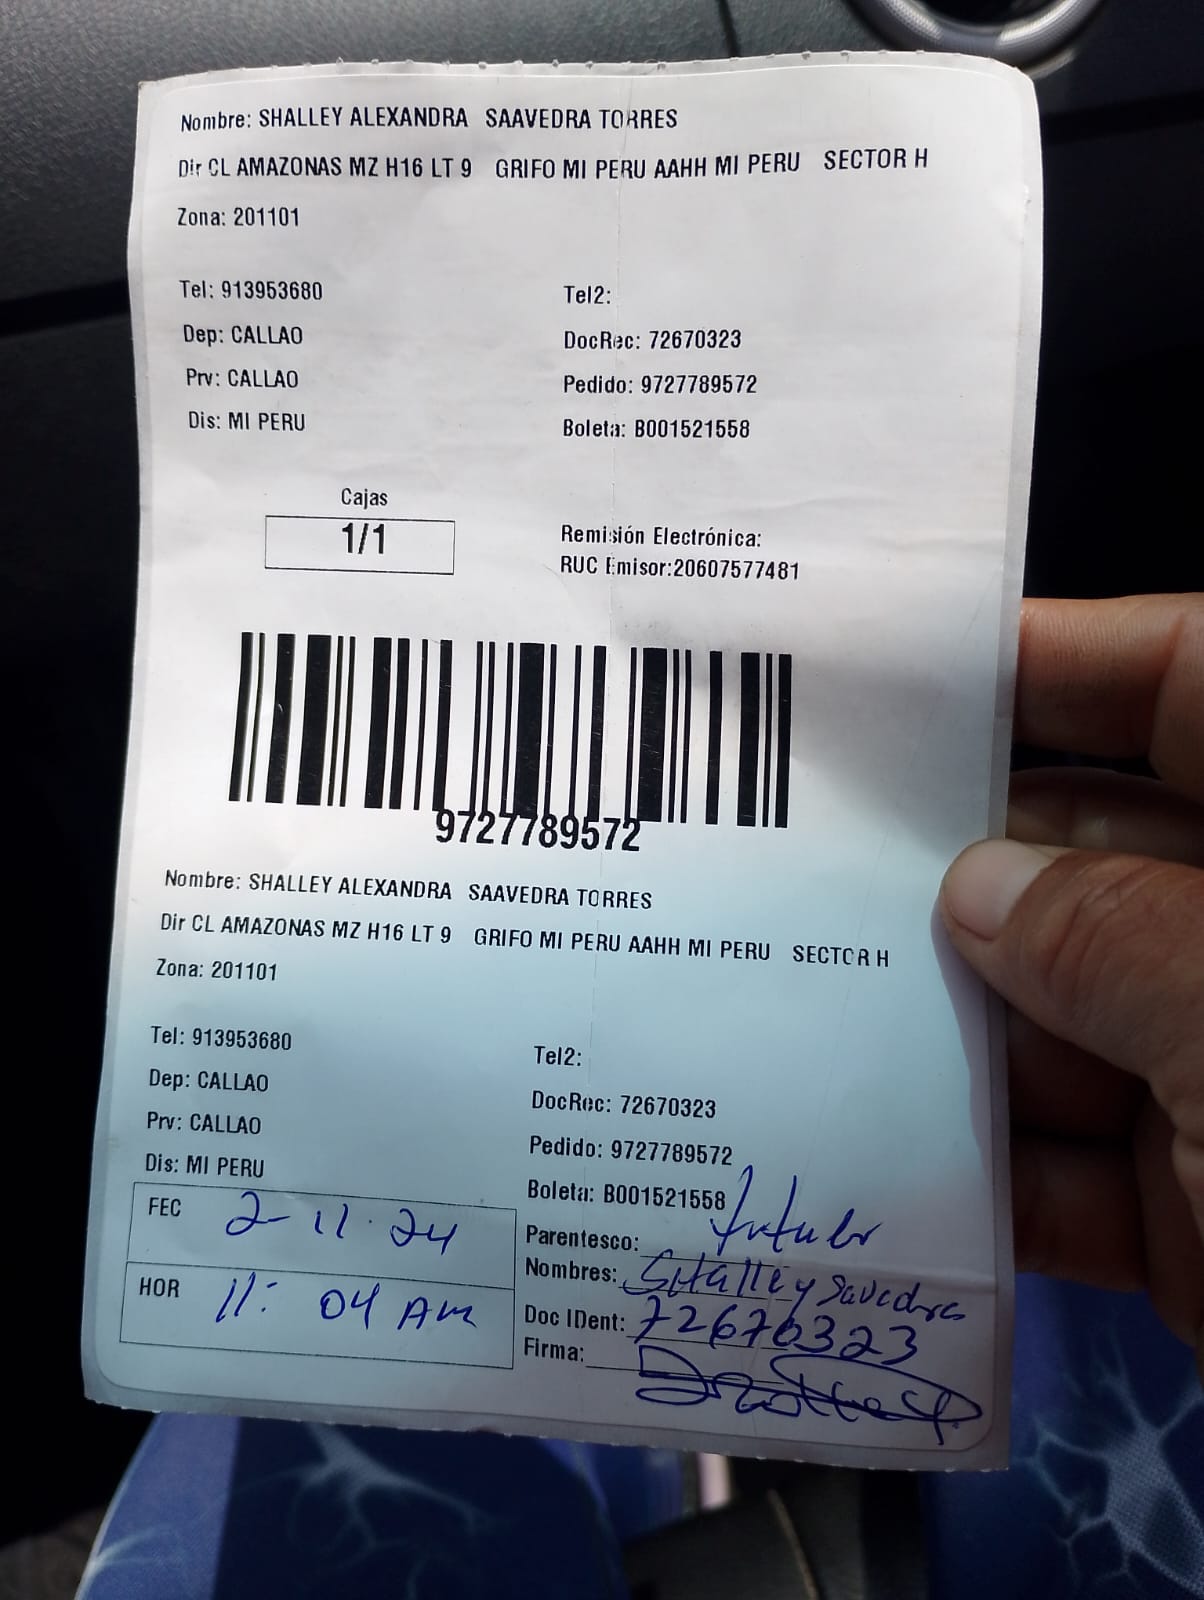 Nombre: SHALLEY ALEXANDRA SAAVEDRA TORRES
Dir CL AMAZONAS MZ H16 LT 9 GRIFO MI PERU AAHH MI PERU SECTOR H
Zona: 201101
Tel: 913953680 Tel2:
Dep: CALLAO DocRec: 72670323
Prv: CALLAO Pedido: 9727789572
Dis: MI PERU Boleta: B001521558
Cajas
1/1
Remisión Electrónica:
RUC Emisor:20607577481
9727789572
Nombre: SHALLEY ALEXANDRA SAAVEDRA TORRES
Dir CL AMAZONAS MZ H16 LT 9 GRIFO MI PERU AAHH MI PERU SECTOR H
Zona: 201101
Tel: 913953680 Tel2:
Dep: CALLAO DocRec: 72670323
Prv: CALLAO Pedido: 9727789572
Dis: MI PERU Boleta: B001521558
FEC 2-11.24
HOR 11:04 AM
Parentesco: titular
Nombres: SHalley Savedra
Doc IDent: 72670323
Firma: